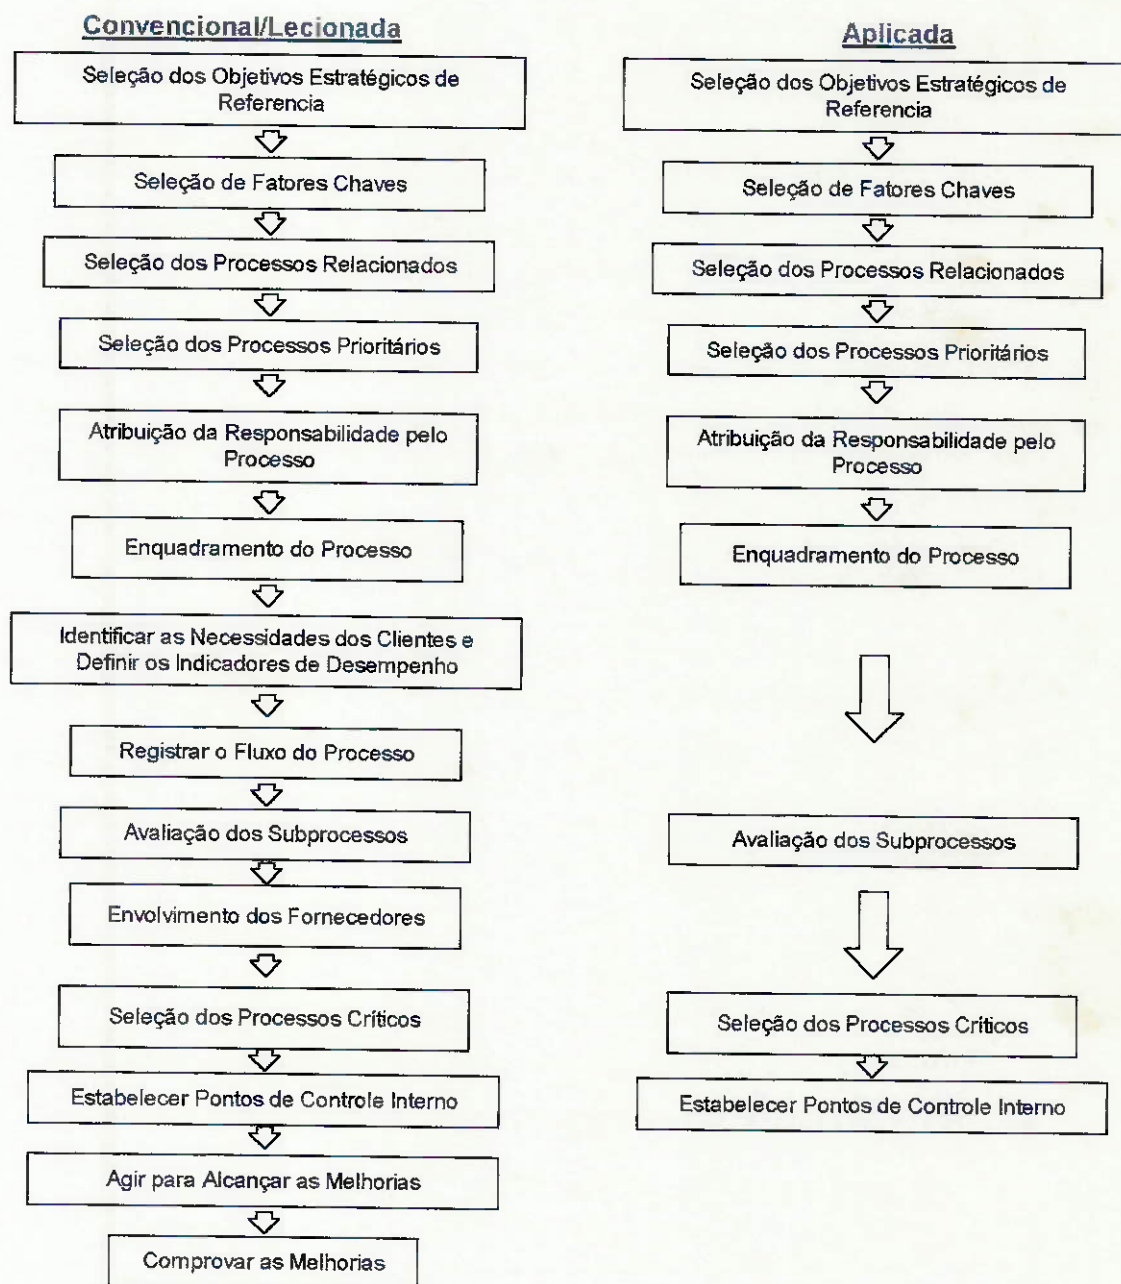 Convencional/Lecionada
Seleção dos Objetivos Estratégicos de
Referencia
Seleção de Fatores Chaves
Seleção dos Processos Relacionados
Seleção dos Processos Prioritários
Atribuição da Responsabilidade pelo
Processo
Enquadramento do Processo
Identificar as Necessidades dos Clientes e
Definir os Indicadores de Desempenho
Registrar o Fluxo do Processo
Avaliação dos Subprocessos
Envolvimento dos Fornecedores
Seleção dos Processos Críticos
Estabelecer Pontos de Controle Interno
Agir para Alcançar as Melhorias
Comprovar as Melhorias
Aplicada
Seleção dos Objetivos Estratégicos de
Referencia
Seleção de Fatores Chaves
Seleção dos Processos Relacionados
Seleção dos Processos Prioritários
Atribuição da Responsabilidade pelo
Processo
Enquadramento do Processo
Avaliação dos Subprocessos
Seleção dos Processos Críticos
Estabelecer Pontos de Controle Interno